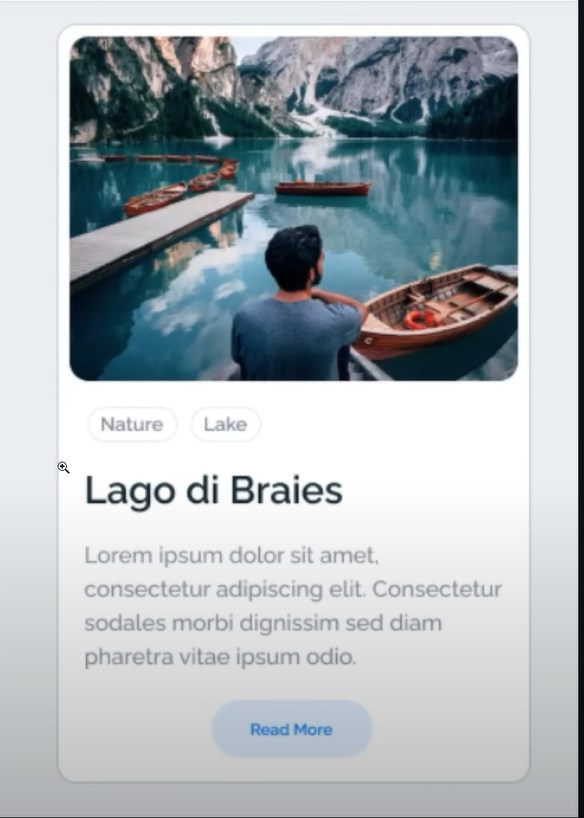 Nature Lake
Lago di Braies
Lorem ipsum dolor sit amet,
consectetur adipiscing elit. Consectetur
sodales morbi dignissim sed diam
pharetra vitae ipsum odio.
Read More